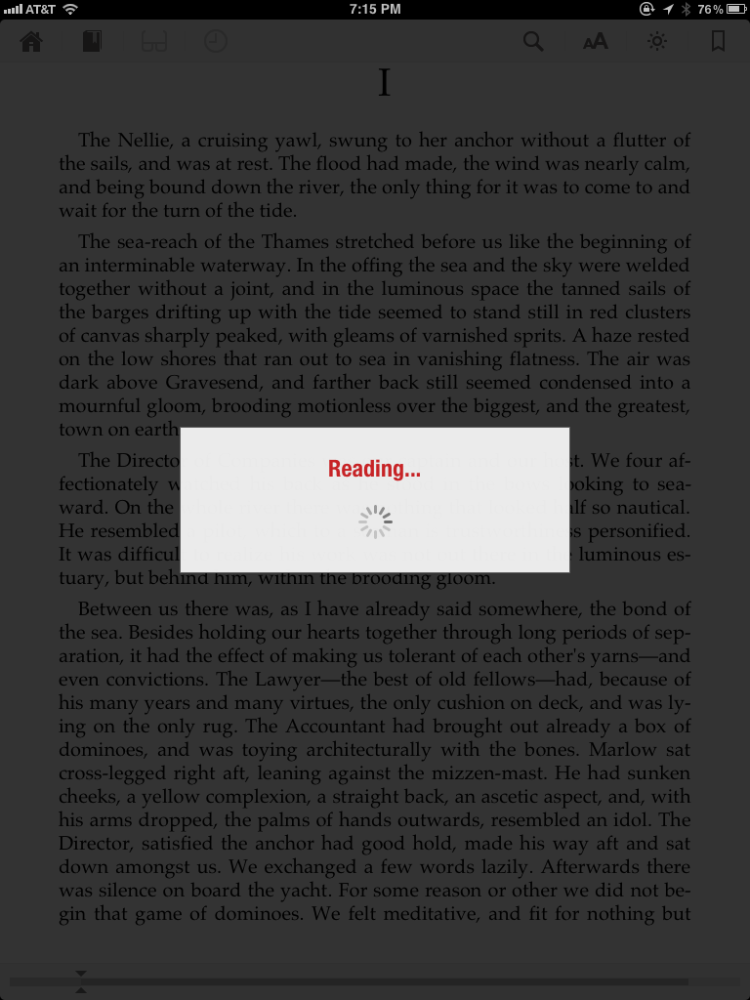 AT&T 7:15 PM 76%
AA
I
The Nellie, a cruising yawl, swung to her anchor without a flutter of
the sails, and was at rest. The flood had made, the wind was nearly calm,
and being bound down the river, the only thing for it was to come to and
wait for the turn of the tide.
The sea-reach of the Thames stretched before us like the beginning of
an interminable waterway. In the offing the sea and the sky were welded
together without a joint, and in the luminous space the tanned sails of
the barges drifting up with the tide seemed to stand still in red clusters
of canvas sharply peaked, with gleams of varnished sprits. A haze rested
on the low shores that ran out to sea in vanishing flatness. The air was
dark above Gravesend, and farther back still seemed condensed into a
mournful gloom, brooding motionless over the biggest, and the greatest,
town on earth
The st. We four af-
fectionately to sea-
ward. On the so nautical.
He resembled personified.
It was luminous es-
tuary, but behind him, within the brooding gloom.
Reading...
Between us there was, as I have already said somewhere, the bond of
the sea. Besides holding our hearts together through long periods of sep-
aration, it had the effect of making us tolerant of each other's yarns—and
even convictions. The Lawyer—the best of old fellows—had, because of
his many years and many virtues, the only cushion on deck, and was ly-
ing on the only rug. The Accountant had brought out already a box of
dominoes, and was toying architecturally with the bones. Marlow sat
cross-legged right aft, leaning against the mizzen-mast. He had sunken
cheeks, a yellow complexion, a straight back, an ascetic aspect, and, with
his arms dropped, the palms of hands outwards, resembled an idol. The
Director, satisfied the anchor had good hold, made his way aft and sat
down amongst us. We exchanged a few words lazily. Afterwards there
was silence on board the yacht. For some reason or other we did not be-
gin that game of dominoes. We felt meditative, and fit for nothing but